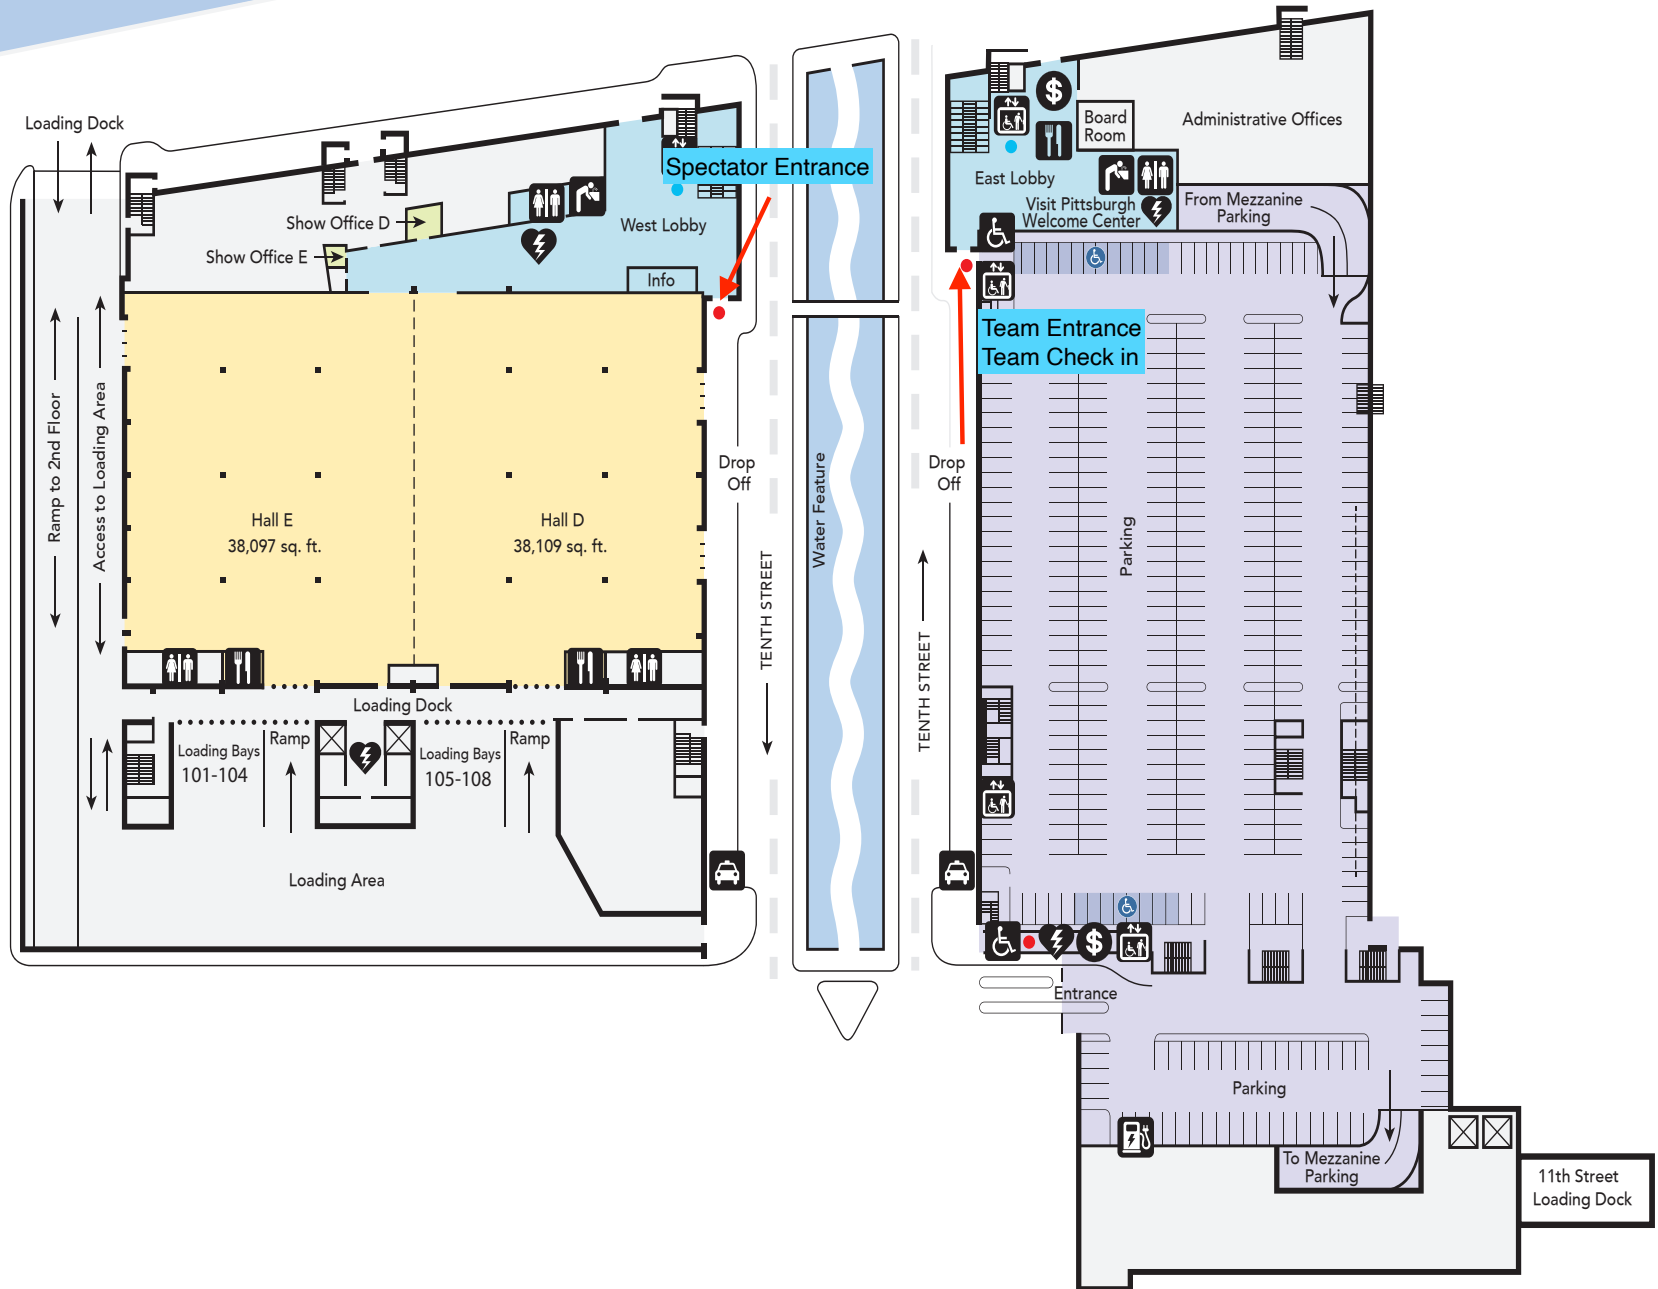 Loading Dock
Spectator Entrance
Show Office D
Show Office E
West Lobby
Info
Ramp to 2nd Floor
Access to Loading Area
Hall E
38,097 sq. ft.
Hall D
38,109 sq. ft.
Loading Dock
Loading Bays
101-104
Ramp
Loading Bays
105-108
Ramp
Loading Area
Drop
Off
TENTH STREET
Water Feature
Drop
Off
TENTH STREET
$
Board
Room
Administrative Offices
East Lobby
Visit Pittsburgh
Welcome Center
From Mezzanine
Parking
Team Entrance
Team Check in
Parking
$
Entrance
Parking
To Mezzanine
Parking
11th Street
Loading Dock